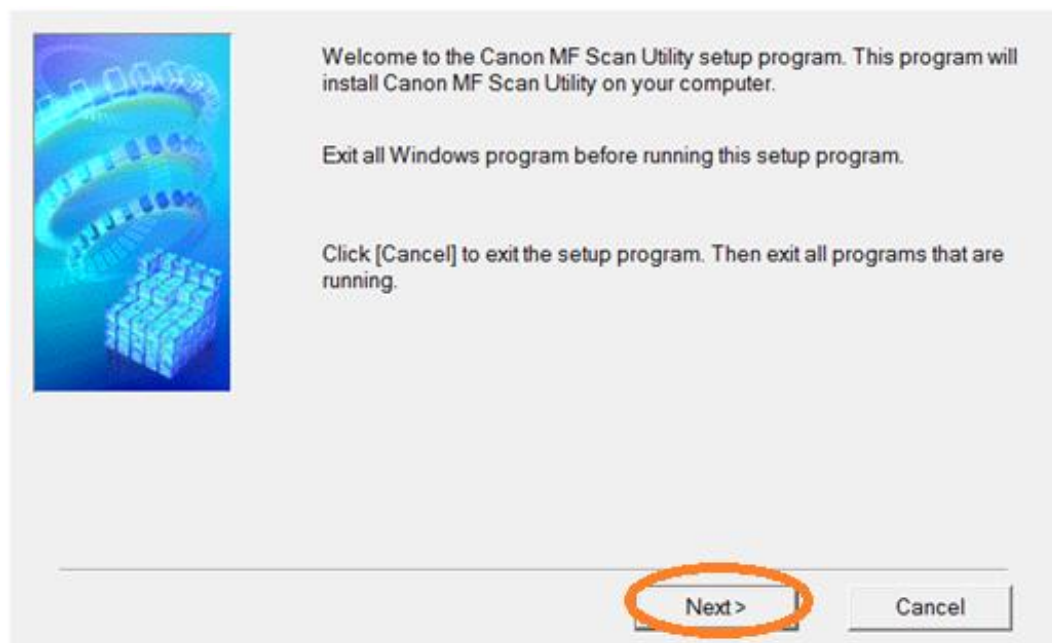 Welcome to the Canon MF Scan Utility setup program. This program will
install Canon MF Scan Utility on your computer.
Exit all Windows program before running this setup program.
Click [Cancel] to exit the setup program. Then exit all programs that are
running.
Next >
Cancel